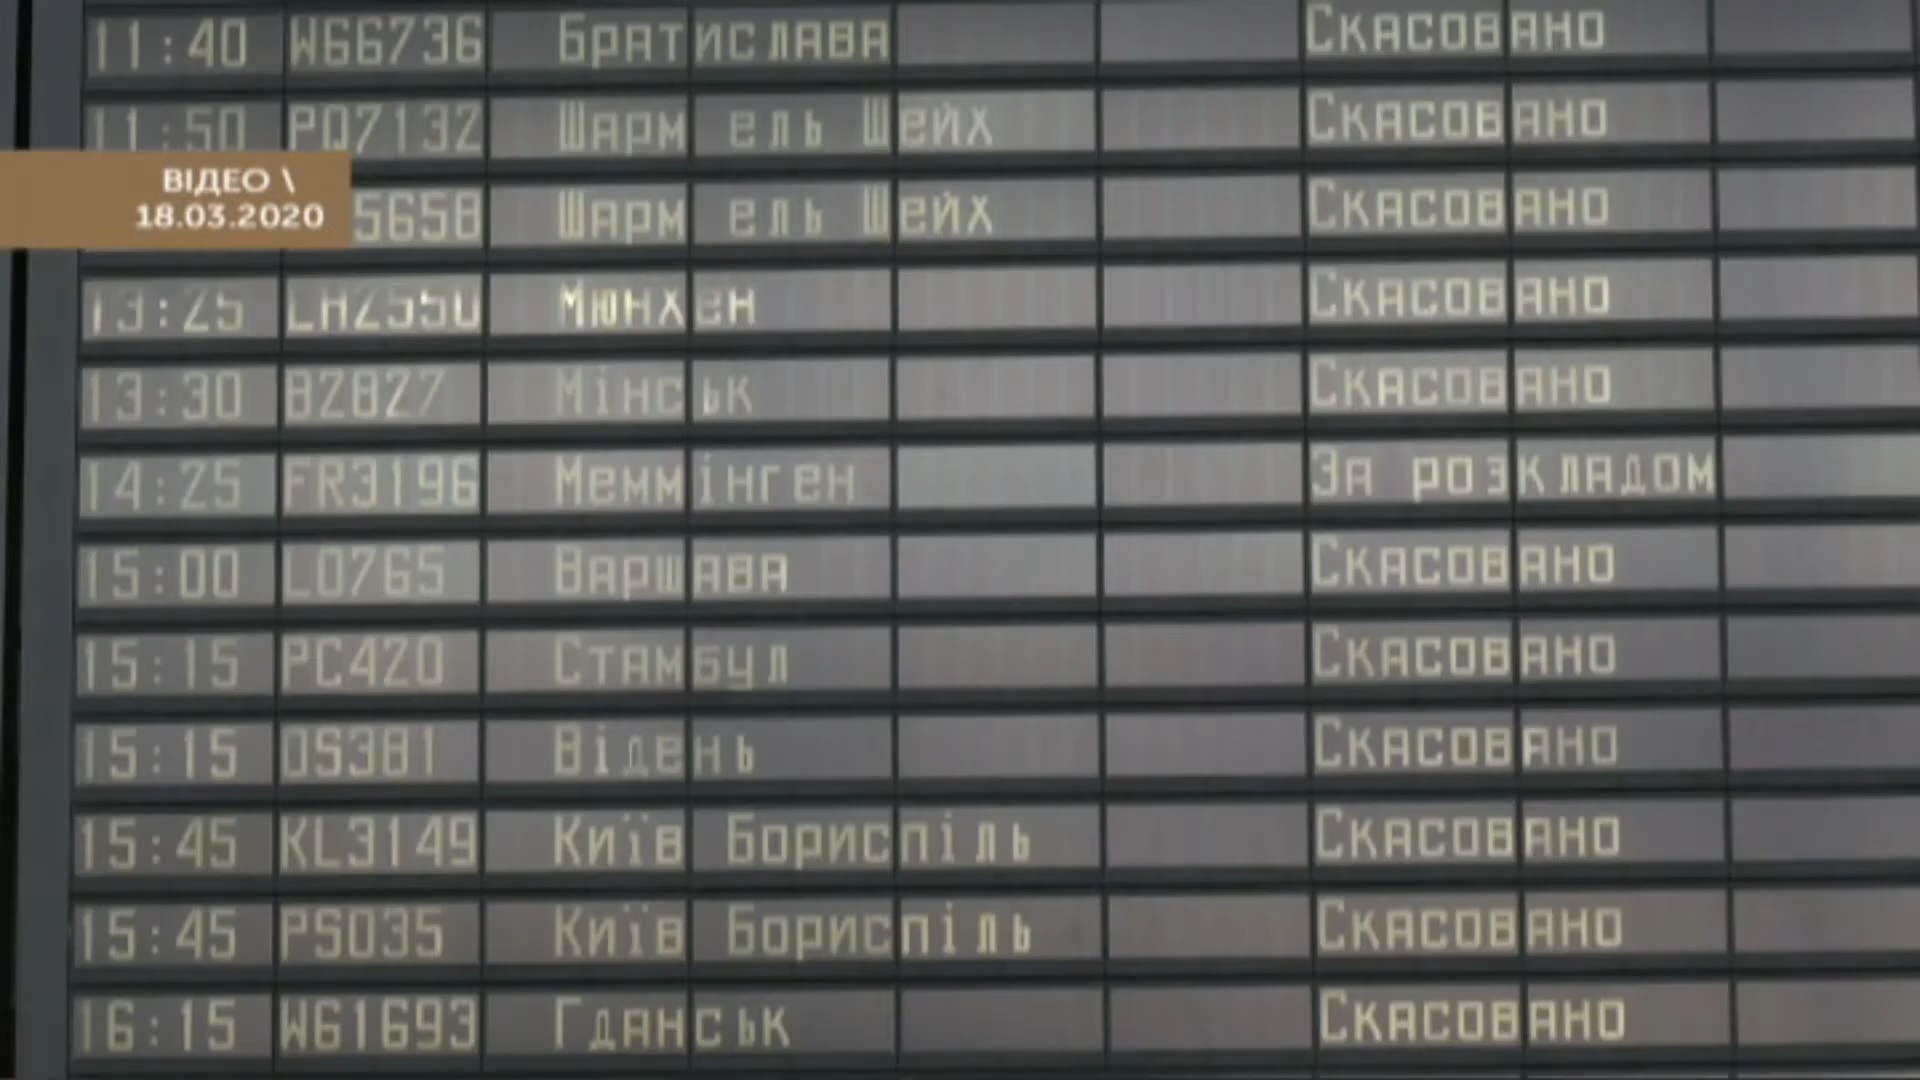 11:40 W66736 Братислава Скасовано
11:50 PQ7132 Шарм ель Шейх Скасовано
ВІДЕО \
18.03.2020
5658 Шарм ель Шейх Скасовано
13:25 LH2550 Мюнхен Скасовано
13:30 B2827 Мінськ Скасовано
14:25 FR3196 Меммінген За розкладом
15:00 LO765 Варшава Скасовано
15:15 PC420 Стамбул Скасовано
15:15 OS381 Відень Скасовано
15:45 KL3149 Київ Бориспіль Скасовано
15:45 PS035 Київ Бориспіль Скасовано
16:15 W61693 Гданськ Скасовано